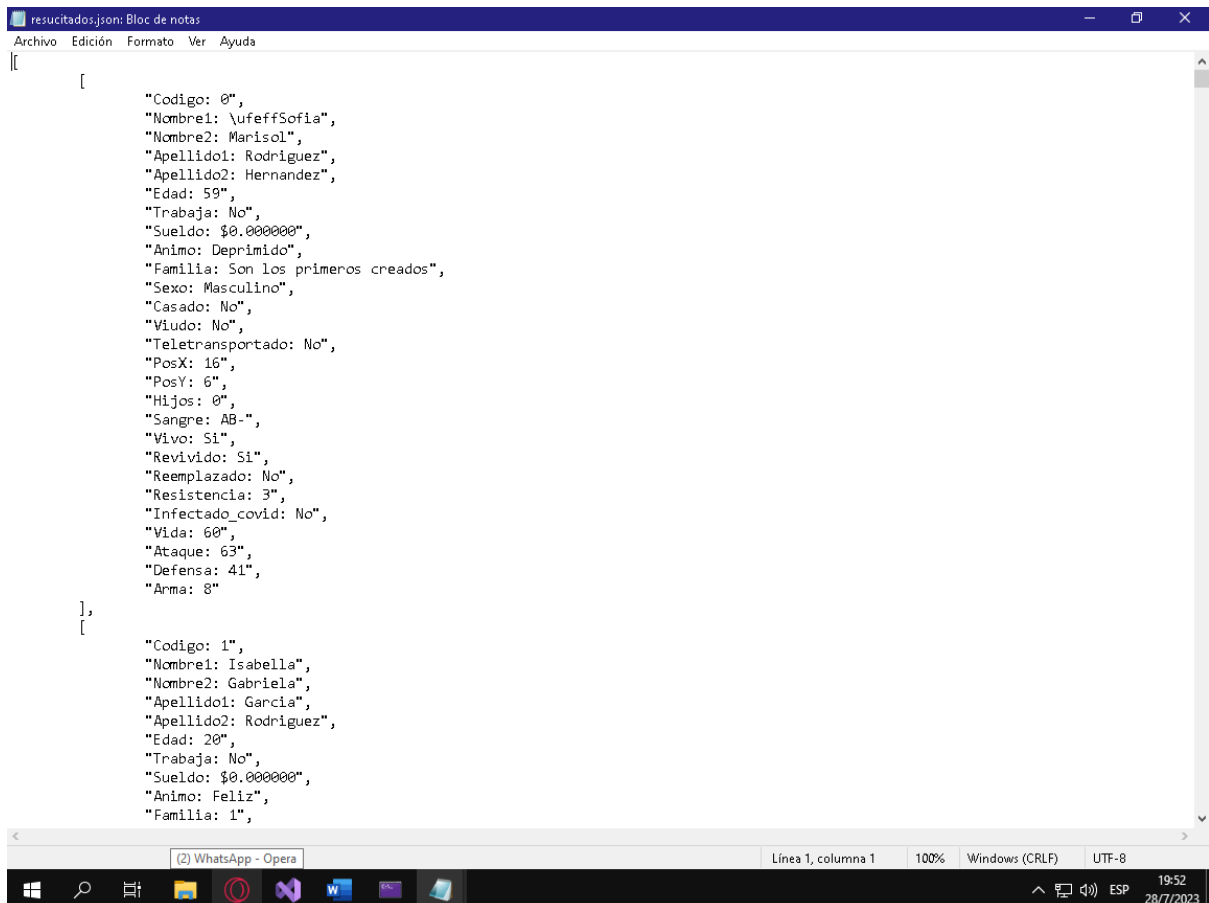 resucitados.json: Bloc de notas
Archivo Edición Formato Ver Ayuda
[
[
"Codigo: 0",
"Nombre1: \ufeffSofia",
"Nombre2: Marisol",
"Apellido1: Rodriguez",
"Apellido2: Hernandez",
"Edad: 59",
"Trabaja: No",
"Sueldo: $0.000000",
"Animo: Deprimido",
"Familia: Son los primeros creados",
"Sexo: Masculino",
"Casado: No",
"Viudo: No",
"Teletransportado: No",
"PosX: 16",
"PosY: 6",
"Hijos: 0",
"Sangre: AB-",
"Vivo: Si",
"Revivido: Si",
"Reemplazado: No",
"Resistencia: 3",
"Infectado_covid: No",
"Vida: 60",
"Ataque: 63",
"Defensa: 41",
"Arma: 8"
],
[
"Codigo: 1",
"Nombre1: Isabella",
"Nombre2: Gabriela",
"Apellido1: Garcia",
"Apellido2: Rodriguez",
"Edad: 20",
"Trabaja: No",
"Sueldo: $0.000000",
"Animo: Feliz",
"Familia: 1",
(2) WhatsApp - Opera
Línea 1, columna 1 100% Windows (CRLF) UTF-8
ESP 19:52
28/7/2023